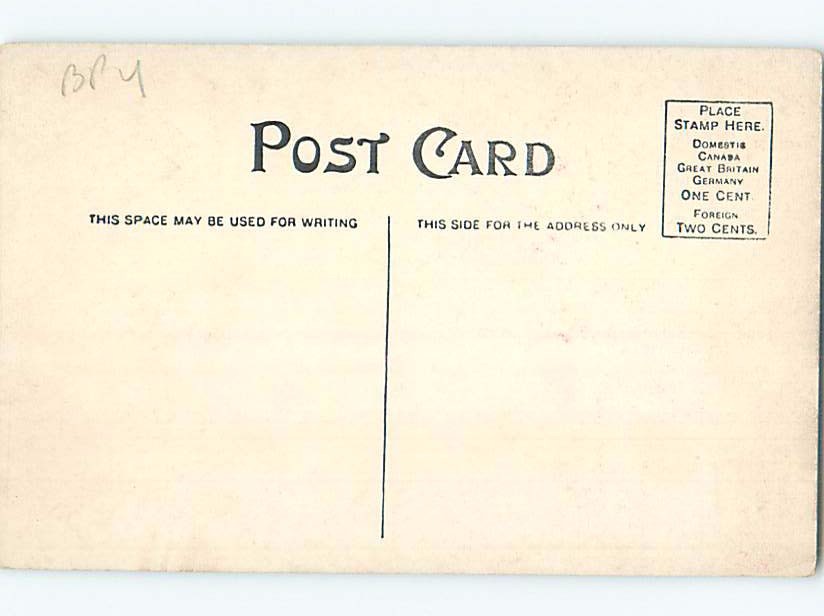 BPY
POST CARD
PLACE
STAMP HERE.
DOMESTIC
CANADA
GREAT BRITAIN
GERMANY
ONE CENT
FOREIGN
TWO CENTS.
THIS SPACE MAY BE USED FOR WRITING
THIS SIDE FOR THE ADDRESS ONLY